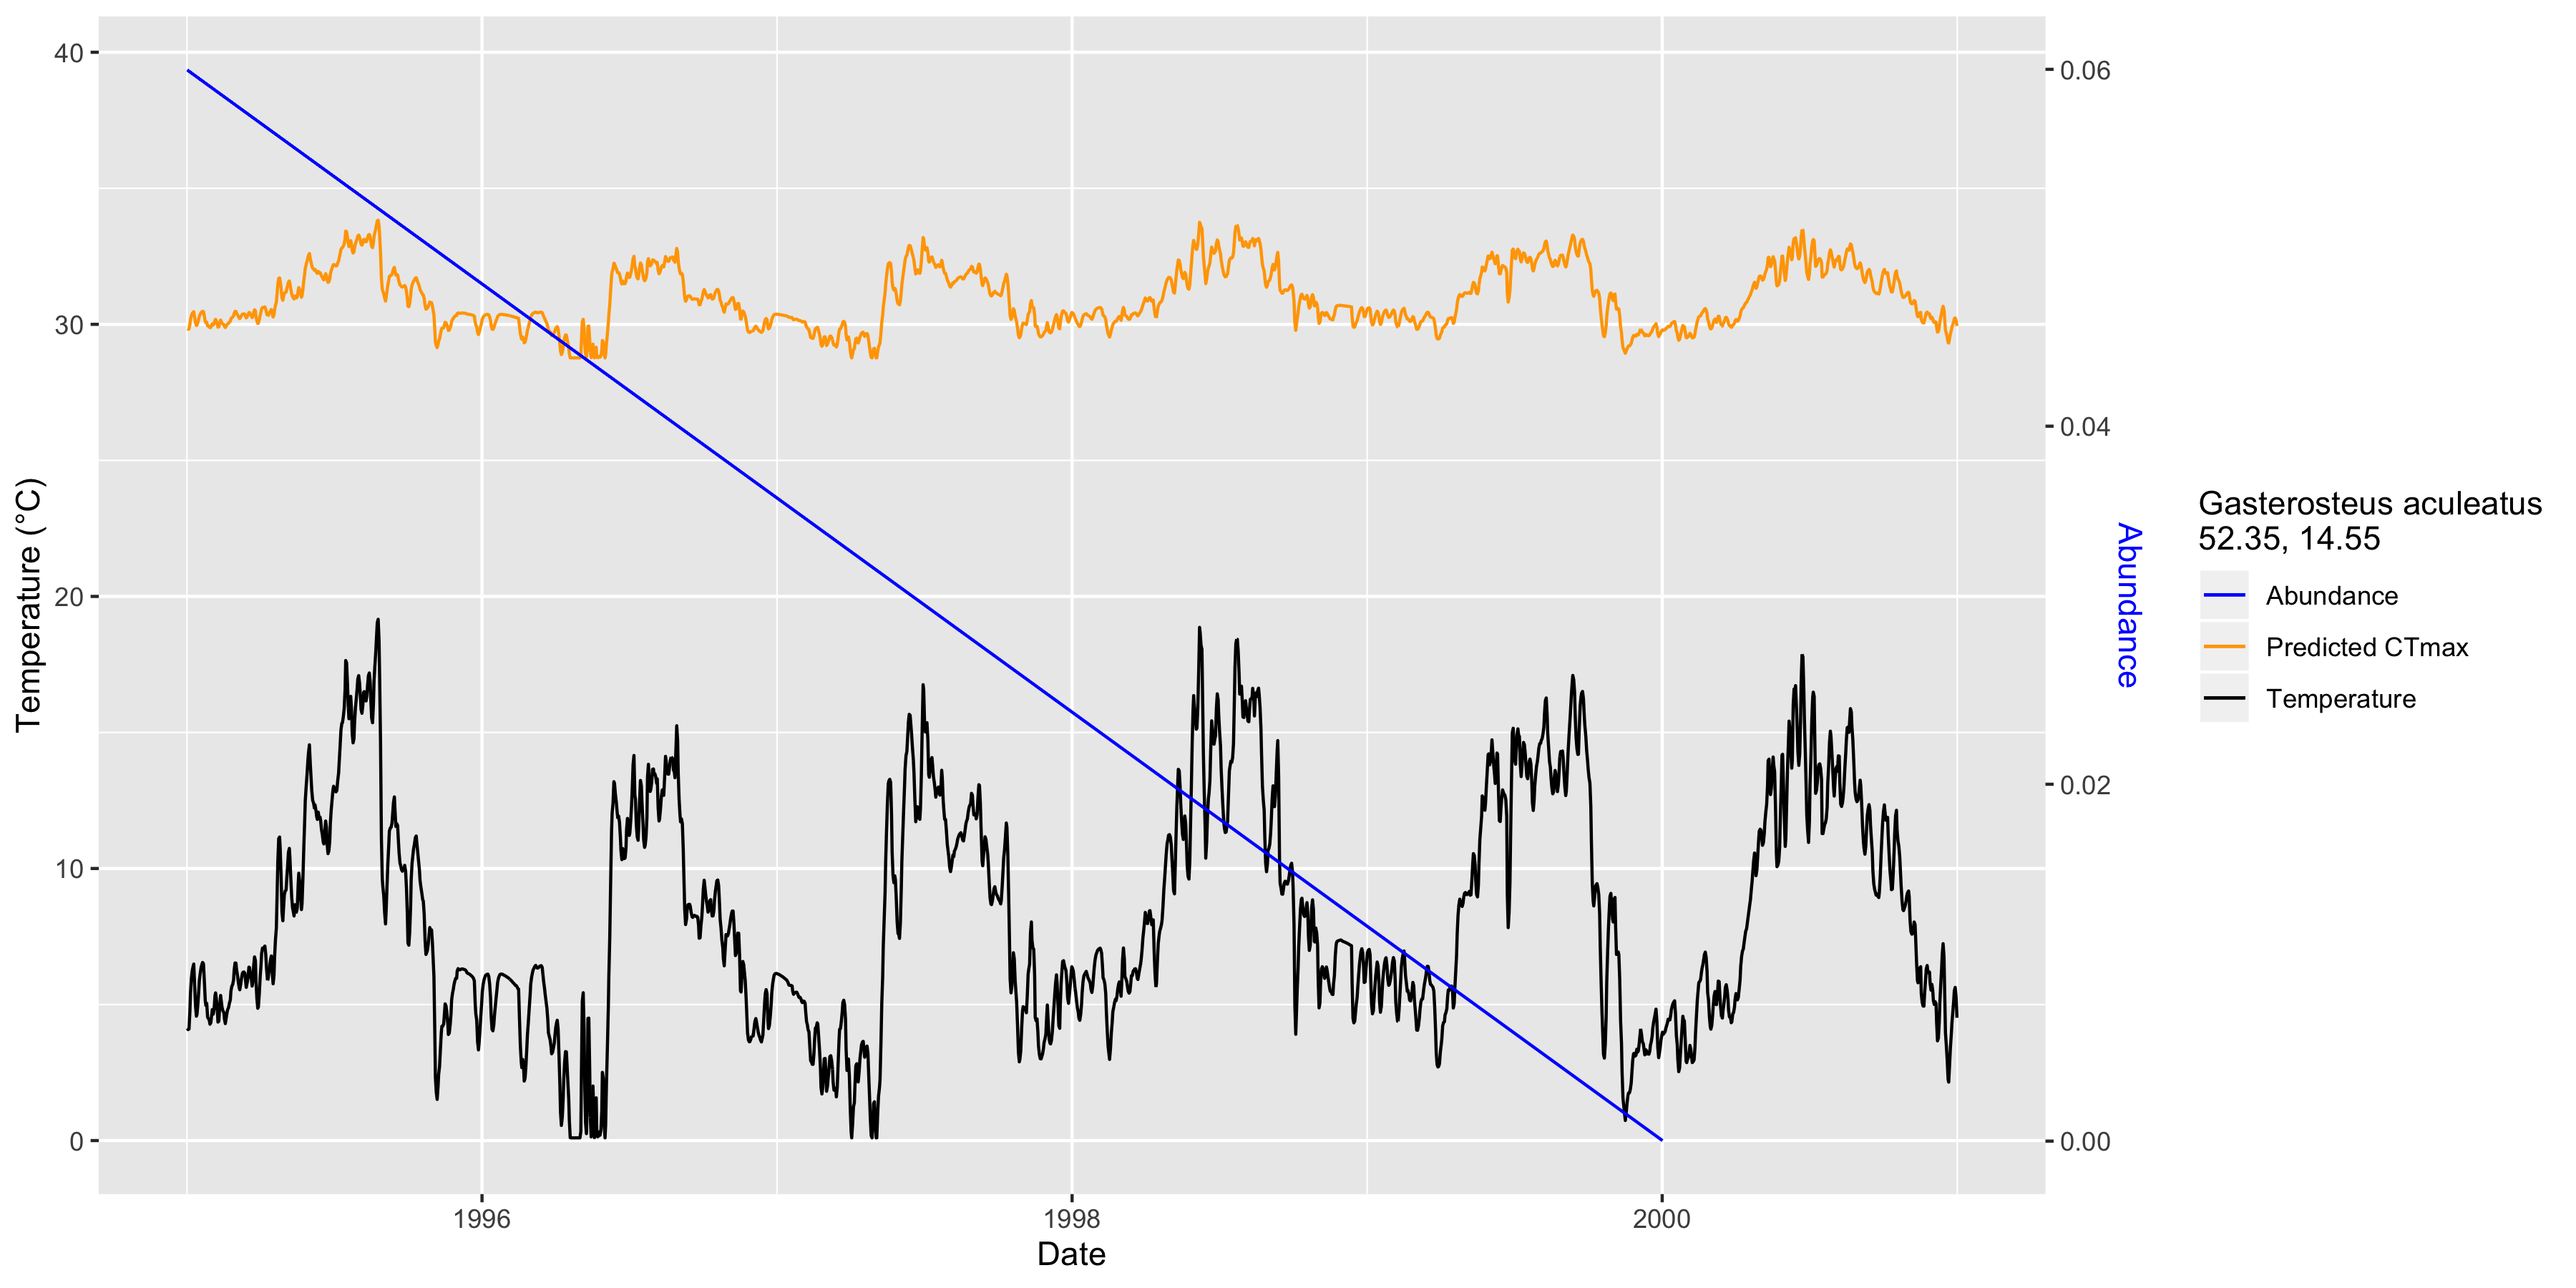 40
30
20
10
0
Temperature (°C)
0.06
0.04
0.02
0.00
Abundance
1996
1998
2000
Date
Gasterosteus aculeatus
52.35, 14.55
Abundance
Predicted CTmax
Temperature